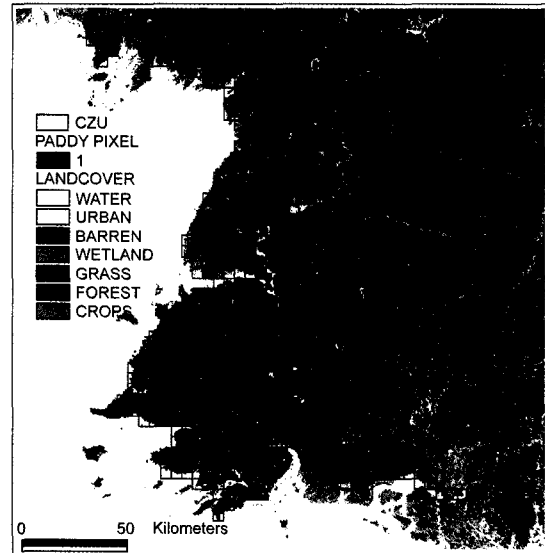 CZU
PADDY PIXEL
1
LANDCOVER
WATER
URBAN
BARREN
WETLAND
GRASS
FOREST
CROPS
0 50 Kilometers